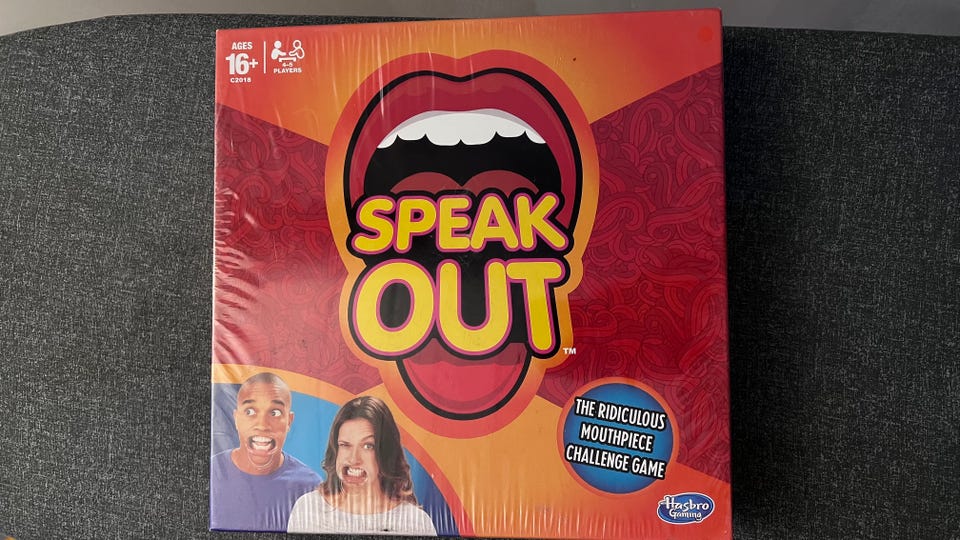 AGES
16+
C2018
4-5
PLAYERS
SPEAK
OUT
TM
THE RIDICULOUS
MOUTHPIECE
CHALLENGE GAME
Hasbro
Gaming